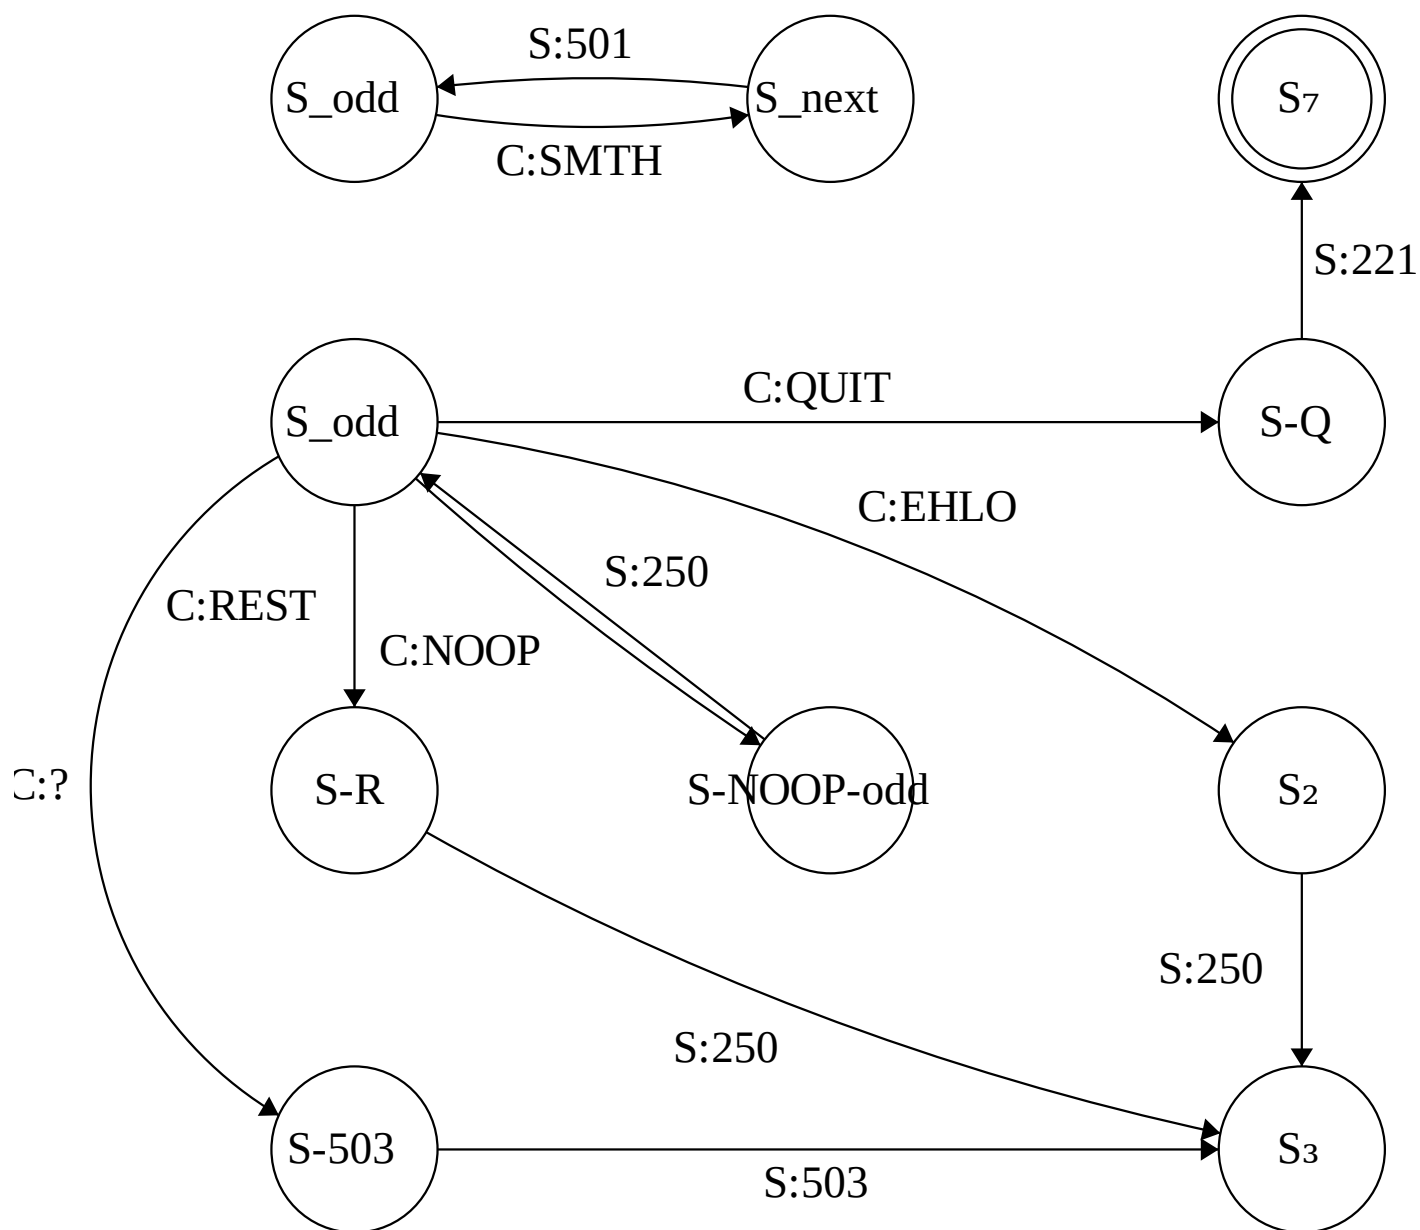 S:501
S_odd
S_next
S₇
C:SMTH
S:221
C:QUIT
S_odd
S-Q
C:EHLO
S:250
C:REST
C:NOOP
C:?
S-R
S-NOOP-odd
S₂
S:250
S:250
S-503
S₃
S:503